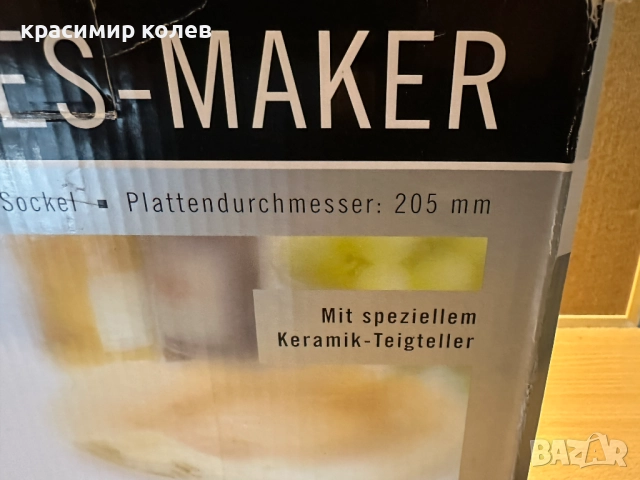 красимир колев
ES-MAKER
Sockel ▪ Plattendurchmesser: 205 mm
Mit speziellem
Keramik-Teigteller
BAZAR